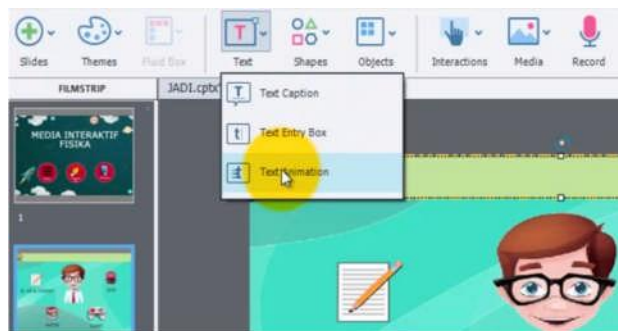 Slides Themes Fluid Box Text Shapes Objects Interactions Media Record
FILMSTRIP JADI.cptx
Text Caption
Text Entry Box
Text Animation
MEDIA INTERAKTIF
FISIKA
1